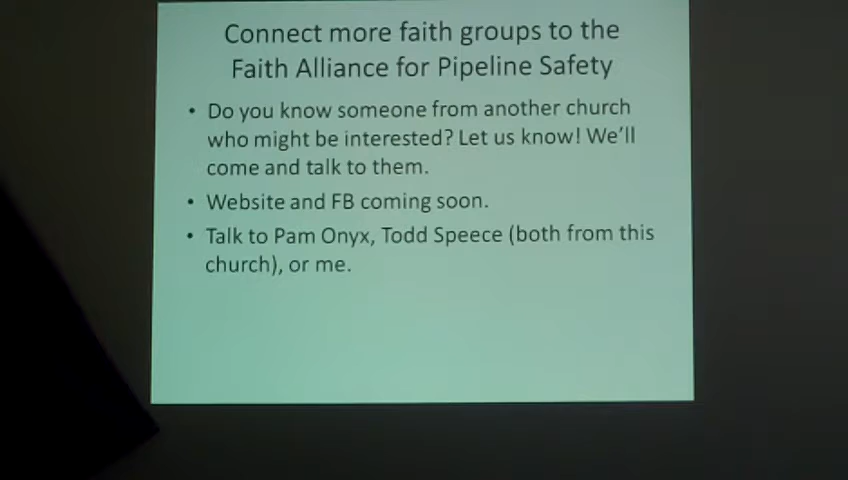 Connect more faith groups to the
Faith Alliance for Pipeline Safety
• Do you know someone from another church
who might be interested? Let us know! We'll
come and talk to them.
• Website and FB coming soon.
• Talk to Pam Onyx, Todd Speece (both from this
church), or me.